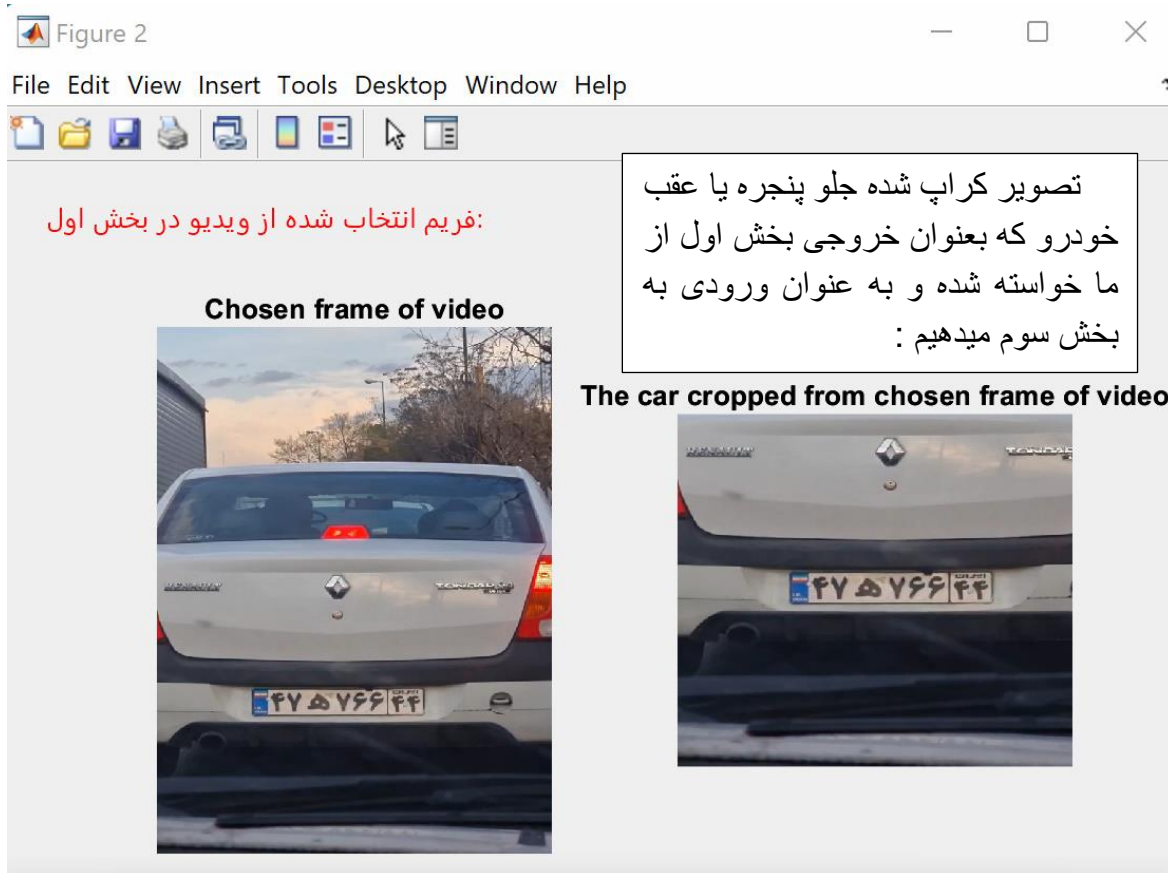 Figure 2
File Edit View Insert Tools Desktop Window Help
فریم انتخاب شده از ویدیو در بخش اول:
تصویر کراپ شده جلو پنجره یا عقب
خودرو که بعنوان خروجی بخش اول از
ما خواسته شده و به عنوان ورودی به
بخش سوم میدهیم :
Chosen frame of video
The car cropped from chosen frame of video
RENAULT
TONDAR
۴۷ ه ۷۶۶ ۴۴
RENAULT
۴۷ ه ۷۶۶ ۴۴